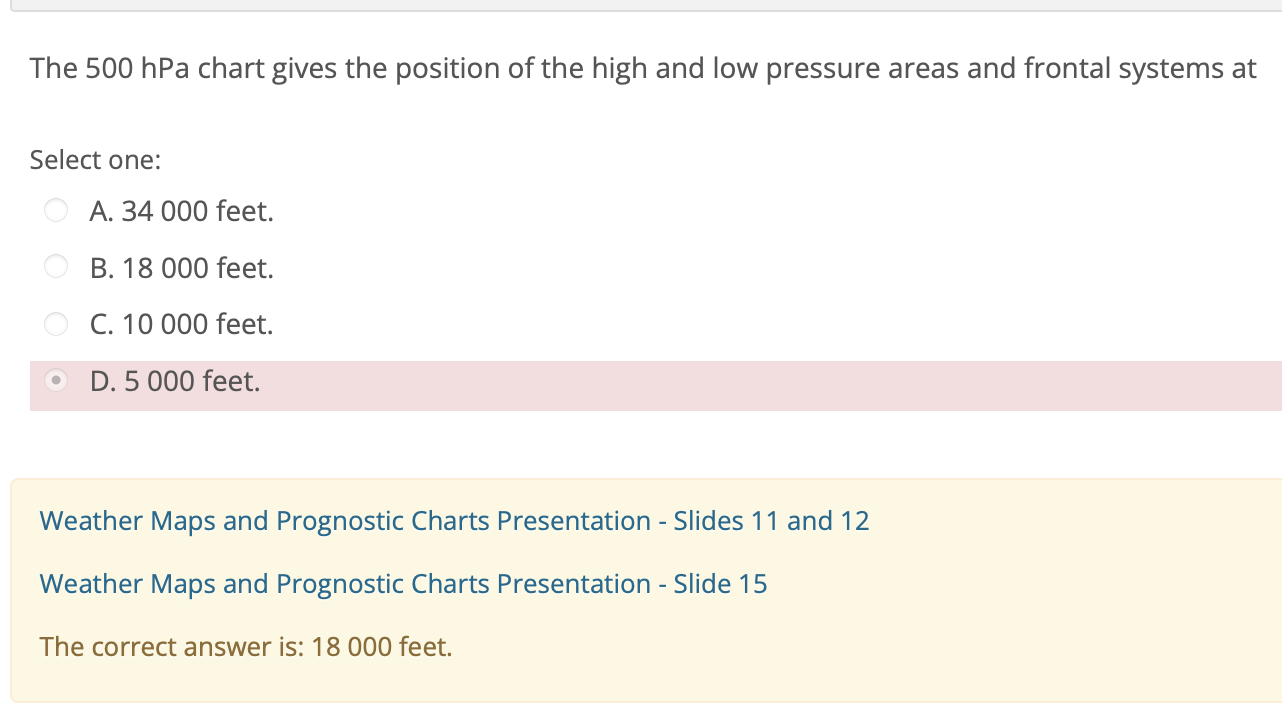 The 500 hPa chart gives the position of the high and low pressure areas and frontal systems at
Select one:
A. 34 000 feet.
B. 18 000 feet.
C. 10 000 feet.
D. 5 000 feet.
Weather Maps and Prognostic Charts Presentation - Slides 11 and 12
Weather Maps and Prognostic Charts Presentation - Slide 15
The correct answer is: 18 000 feet.